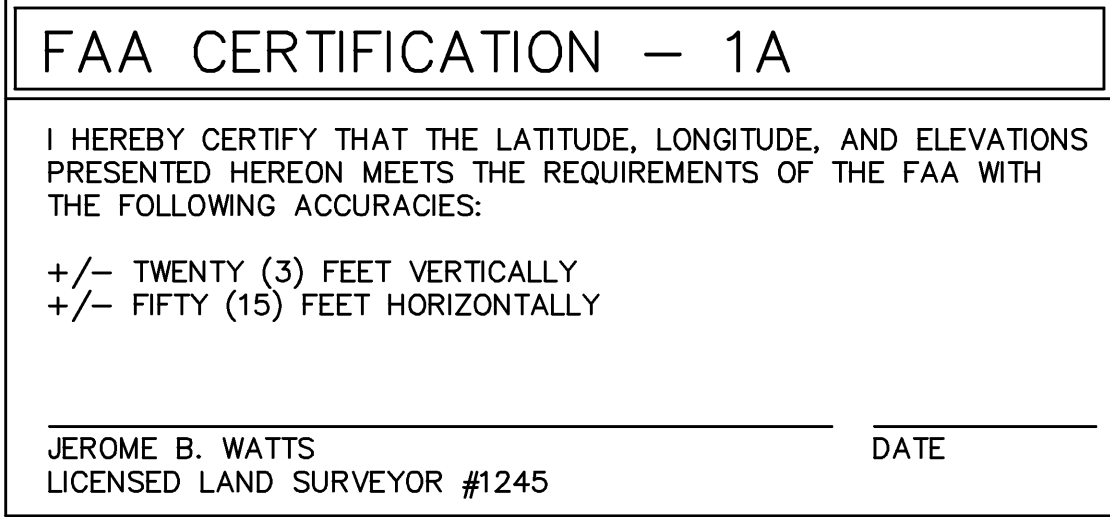 FAA CERTIFICATION – 1A
I HEREBY CERTIFY THAT THE LATITUDE, LONGITUDE, AND ELEVATIONS
PRESENTED HEREON MEETS THE REQUIREMENTS OF THE FAA WITH
THE FOLLOWING ACCURACIES:
+/– TWENTY (3) FEET VERTICALLY
+/– FIFTY (15) FEET HORIZONTALLY
JEROME B. WATTS DATE
LICENSED LAND SURVEYOR #1245